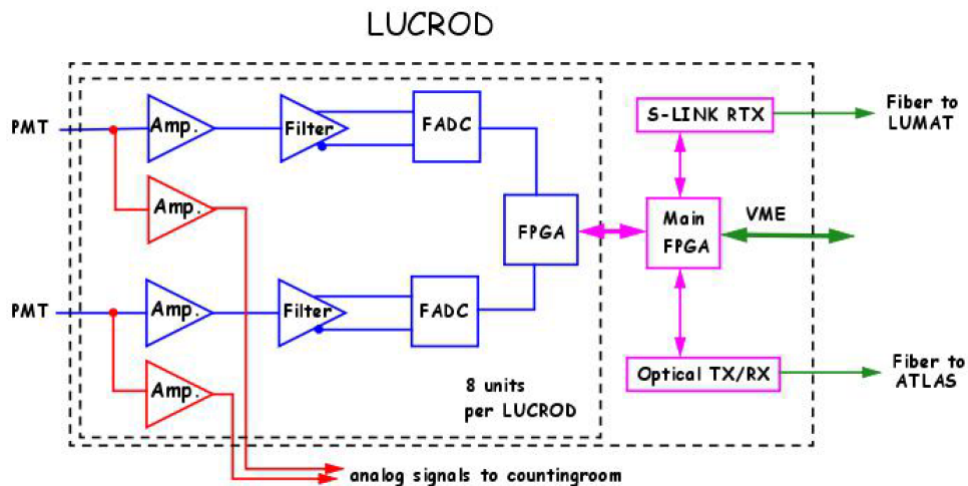 LUCROD
PMT
Amp.
Filter
FADC
Amp.
FPGA
PMT
Amp.
Filter
FADC
Amp.
8 units
per LUCROD
S-LINK RTX
Fiber to
LUMAT
Main
FPGA
VME
Optical TX/RX
Fiber to
ATLAS
analog signals to countingroom